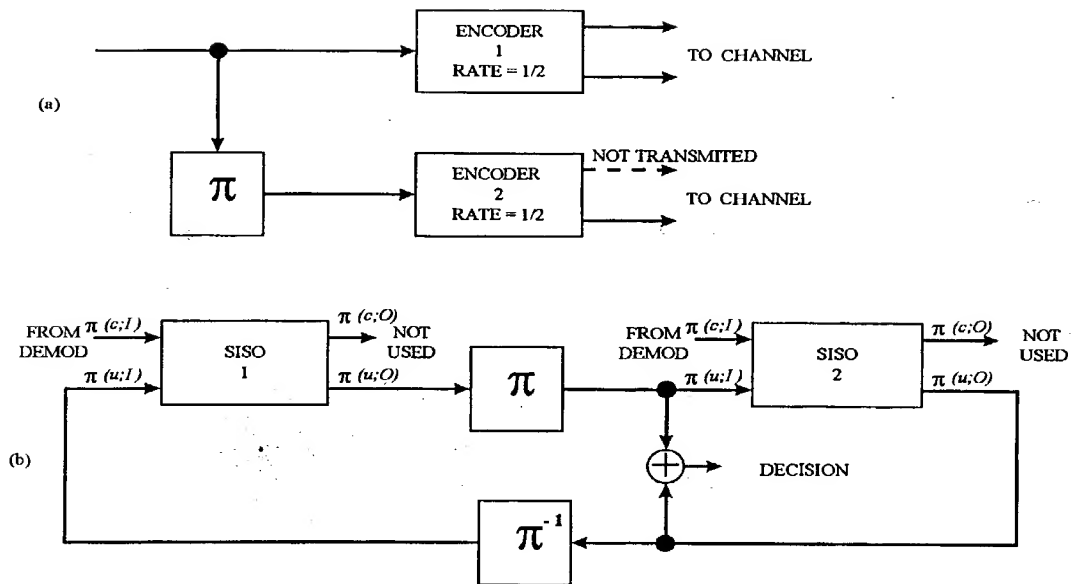 (a)
ENCODER
1
RATE = 1/2
TO CHANNEL
π
ENCODER
2
RATE = 1/2
NOT TRANSMITED
TO CHANNEL
(b)
FROM
DEMOD
π (c;I)
π (u;I)
SISO
1
π (c;O)
NOT
USED
π (u;O)
π
FROM
DEMOD
π (c;I)
π (u;I)
SISO
2
π (c;O)
NOT
USED
π (u;O)
+
DECISION
π -1